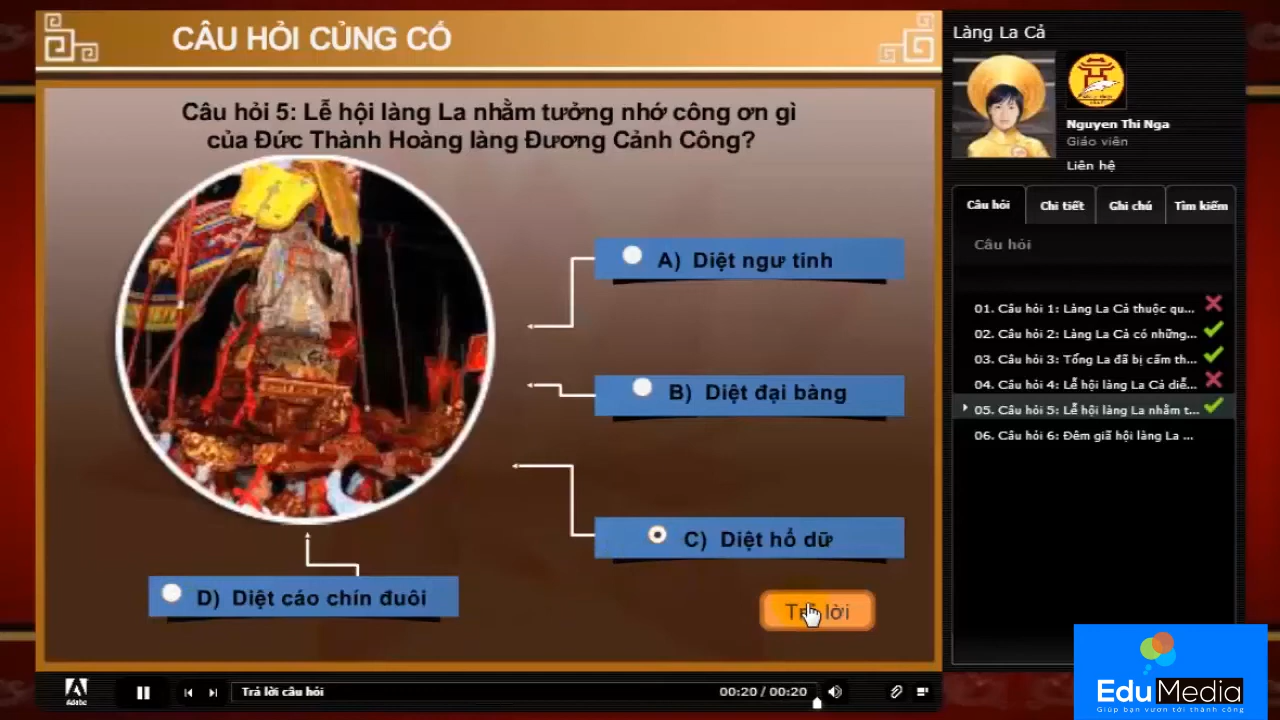 CÂU HỎI CỦNG CỐ
Câu hỏi 5: Lễ hội làng La nhằm tưởng nhớ công ơn gì
của Đức Thành Hoàng làng Đương Cảnh Công?
A) Diệt ngư tinh
B) Diệt đại bàng
C) Diệt hổ dữ
D) Diệt cáo chín đuôi
Trả lời
Làng La Cả
Nguyen Thi Nga
Giáo viên
Liên hệ
Câu hỏi
Chi tiết
Ghi chú
Tìm kiếm
Câu hỏi
01. Câu hỏi 1: Làng La Cả thuộc qu...
02. Câu hỏi 2: Làng La Cả có những...
03. Câu hỏi 3: Tổng La đã bị cấm th...
04. Câu hỏi 4: Lễ hội làng La Cả diễ...
05. Câu hỏi 5: Lễ hội làng La nhằm t...
06. Câu hỏi 6: Đêm giã hội làng La ...
Adobe
Trả lời câu hỏi
00:20 / 00:20
EduMedia
Giúp bạn vươn tới thành công